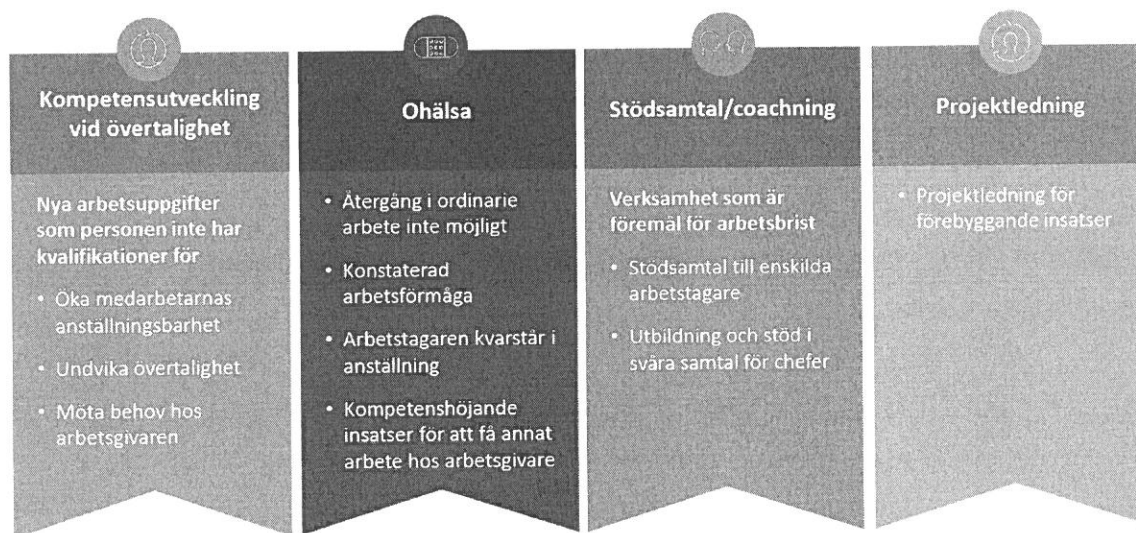 Kompetensutveckling
vid övertalighet
Nya arbetsuppgifter
som personen inte har
kvalifikationer för
• Öka medarbetarnas
anställningsbarhet
• Undvika övertalighet
• Möta behov hos
arbetsgivaren
Ohälsa
• Återgång i ordinarie
arbete inte möjligt
• Konstaterad
arbetsförmåga
• Arbetstagaren kvarstår i
anställning
• Kompetenshöjande
insatser för att få annat
arbete hos arbetsgivare
Stödsamtal/coachning
Verksamhet som är
föremål för arbetsbrist
• Stödsamtal till enskilda
arbetstagare
• Utbildning och stöd i
svåra samtal för chefer
Projektledning
• Projektledning för
förebyggande insatser